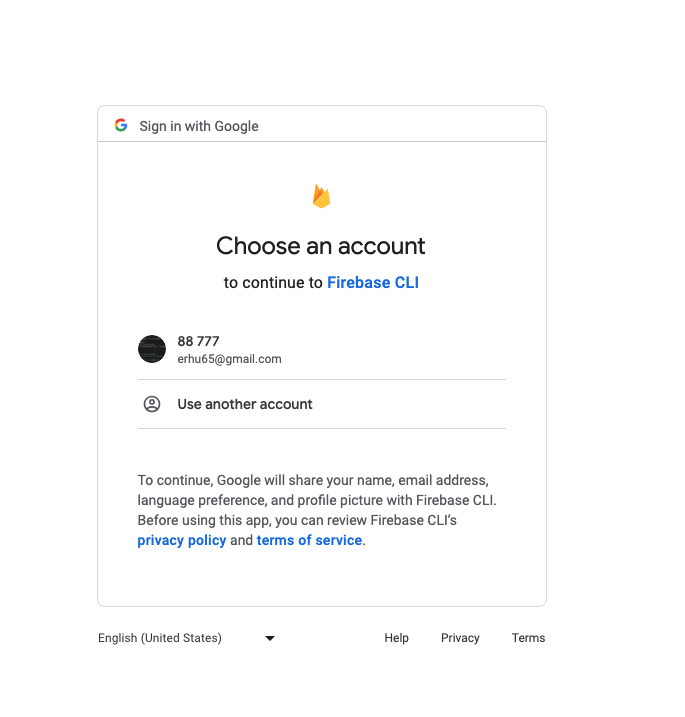 Sign in with Google
Choose an account
to continue to Firebase CLI
88 777
erhu65@gmail.com
Use another account
To continue, Google will share your name, email address,
language preference, and profile picture with Firebase CLI.
Before using this app, you can review Firebase CLI’s
privacy policy and terms of service.
English (United States)
Help Privacy Terms